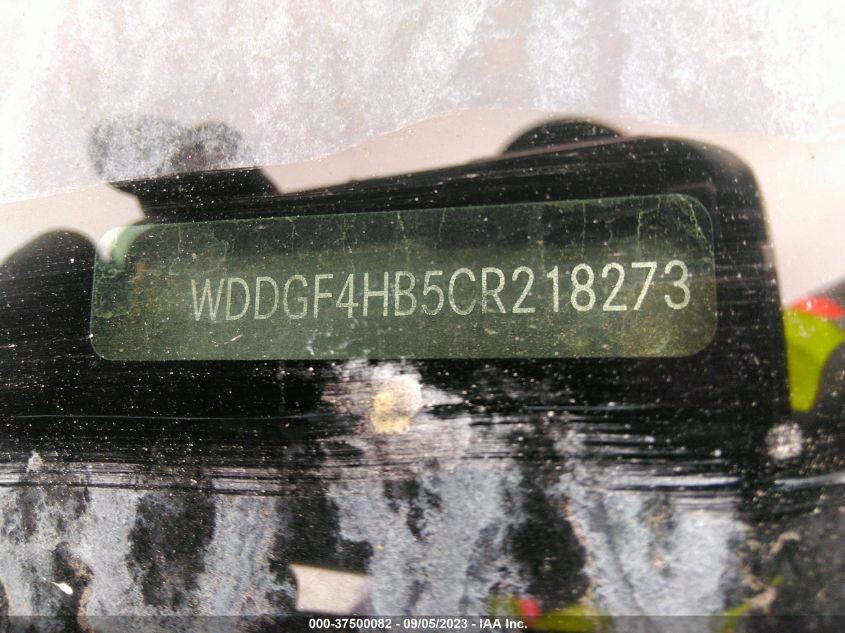 WDDGF4HB5CR218273
000-37500082 - 09/05/2023 - IAA Inc.